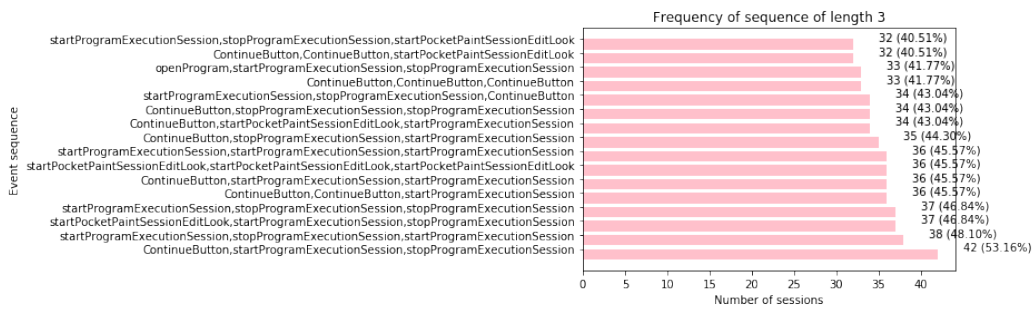 Frequency of sequence of length 3
startProgramExecutionSession,stopProgramExecutionSession,startPocketPaintSessionEditLook 32 (40.51%)
ContinueButton,ContinueButton,startPocketPaintSessionEditLook 32 (40.51%)
openProgram,startProgramExecutionSession,stopProgramExecutionSession 33 (41.77%)
ContinueButton,ContinueButton,ContinueButton 33 (41.77%)
startProgramExecutionSession,stopProgramExecutionSession,ContinueButton 34 (43.04%)
ContinueButton,stopProgramExecutionSession,stopProgramExecutionSession 34 (43.04%)
ContinueButton,startPocketPaintSessionEditLook,startProgramExecutionSession 34 (43.04%)
ContinueButton,stopProgramExecutionSession,startProgramExecutionSession 35 (44.30%)
startProgramExecutionSession,startProgramExecutionSession,startProgramExecutionSession 36 (45.57%)
startPocketPaintSessionEditLook,startPocketPaintSessionEditLook,startPocketPaintSessionEditLook 36 (45.57%)
ContinueButton,startProgramExecutionSession,startProgramExecutionSession 36 (45.57%)
ContinueButton,ContinueButton,startProgramExecutionSession 36 (45.57%)
startProgramExecutionSession,stopProgramExecutionSession,stopProgramExecutionSession 37 (46.84%)
startPocketPaintSessionEditLook,startProgramExecutionSession,stopProgramExecutionSession 37 (46.84%)
startProgramExecutionSession,stopProgramExecutionSession,startProgramExecutionSession 38 (48.10%)
ContinueButton,startProgramExecutionSession,stopProgramExecutionSession 42 (53.16%)
Event sequence
0 5 10 15 20 25 30 35 40
Number of sessions